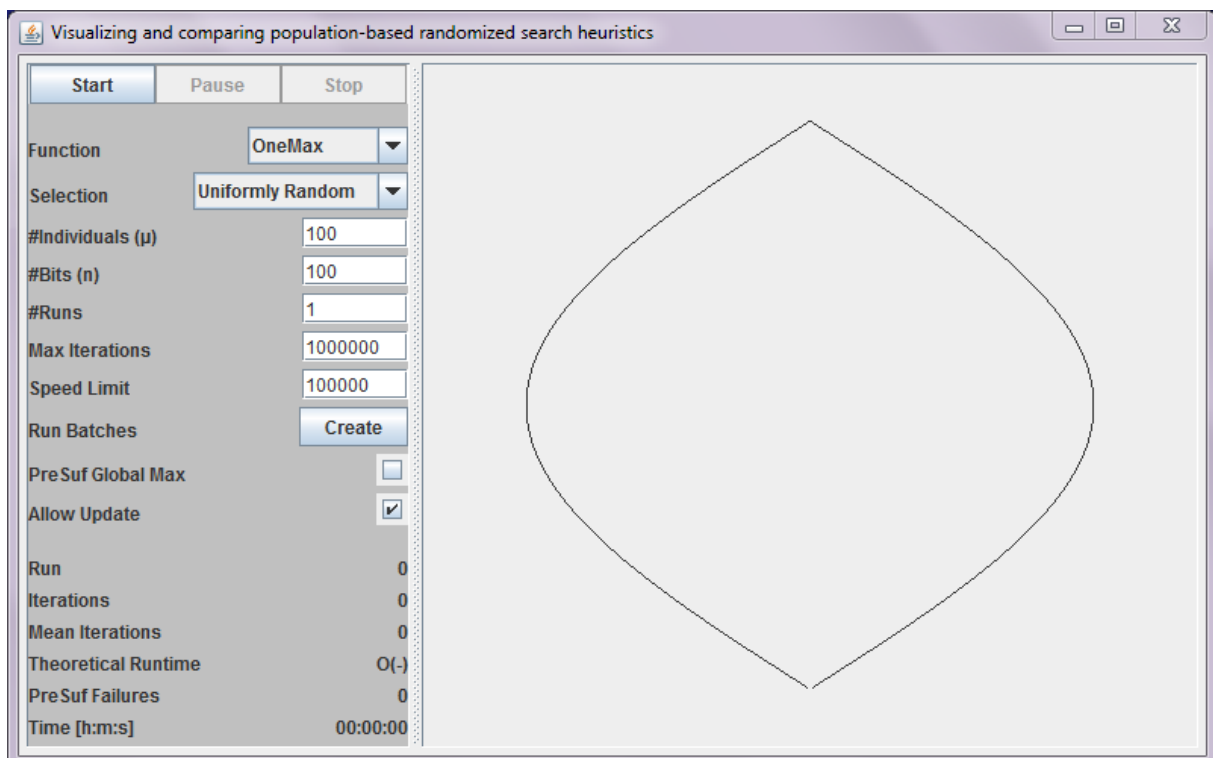 Visualizing and comparing population-based randomized search heuristics
Start Pause Stop
Function OneMax
Selection Uniformly Random
#Individuals (µ) 100
#Bits (n) 100
#Runs 1
Max Iterations 1000000
Speed Limit 100000
Run Batches Create
PreSuf Global Max
Allow Update
Run 0
Iterations 0
Mean Iterations 0
Theoretical Runtime O(-)
PreSuf Failures 0
Time [h:m:s] 00:00:00